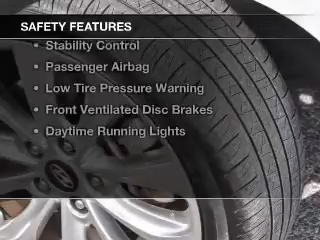 SAFETY FEATURES
• Stability Control
• Passenger Airbag
• Low Tire Pressure Warning
• Front Ventilated Disc Brakes
• Daytime Running Lights